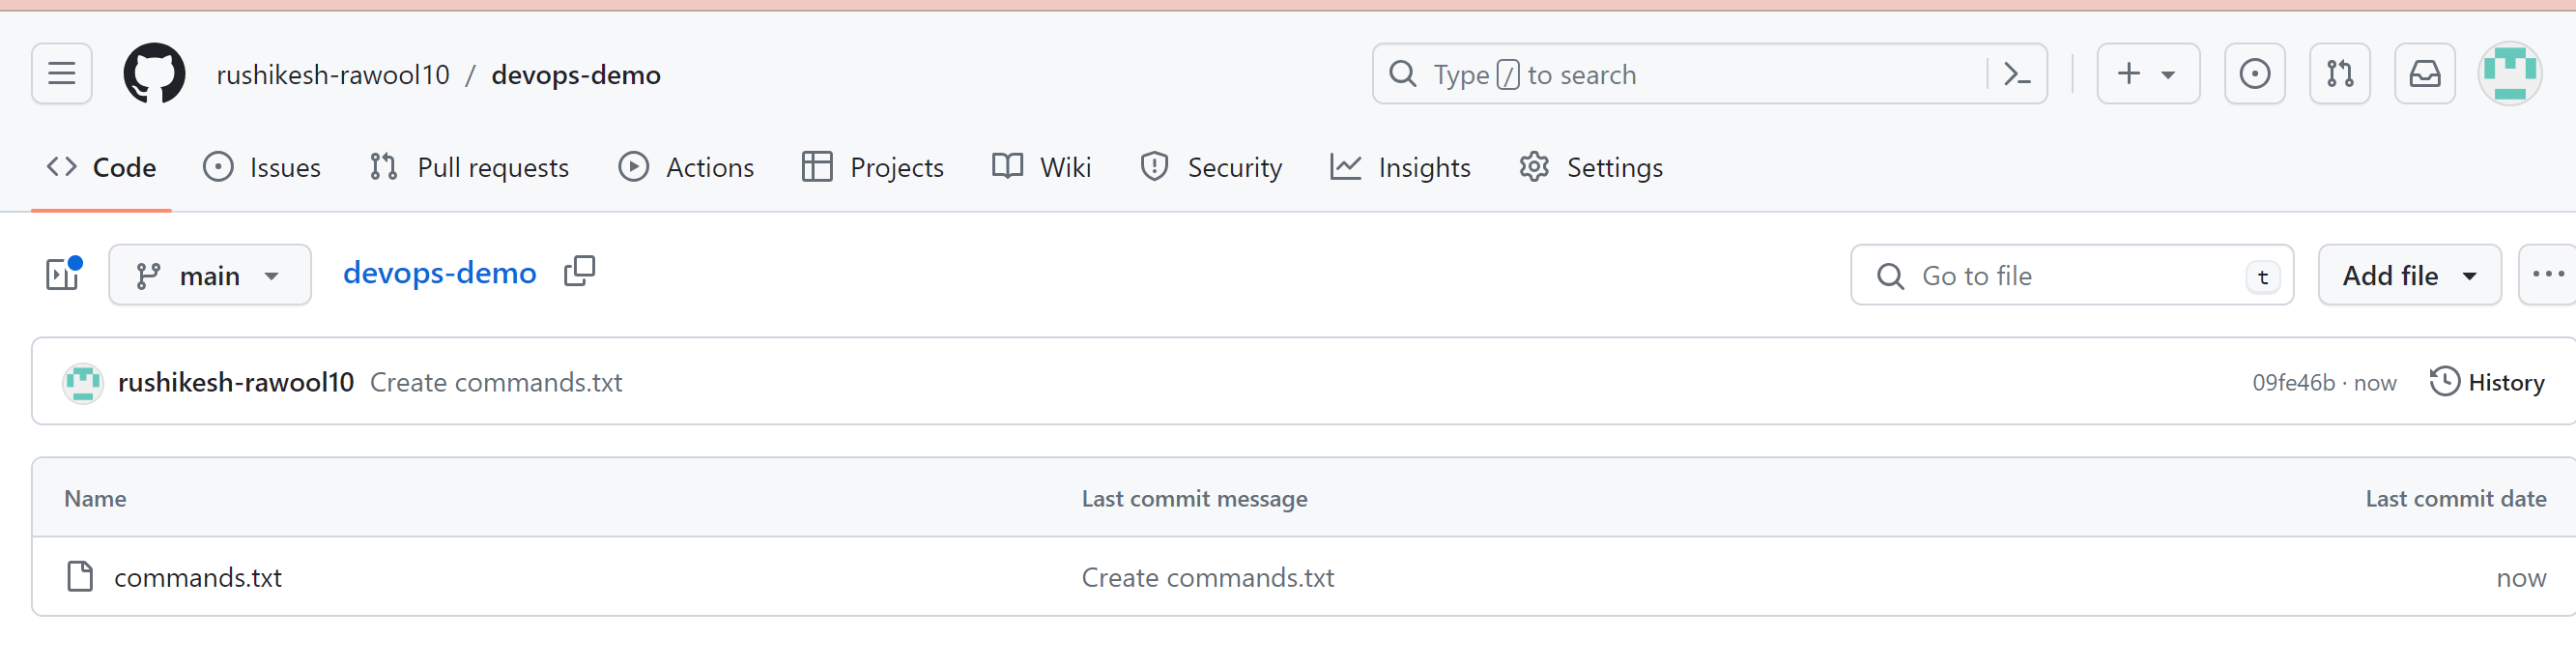 rushikesh-rawool10 / devops-demo
Type / to search
Code Issues Pull requests Actions Projects Wiki Security Insights Settings
main devops-demo Go to file t Add file
rushikesh-rawool10 Create commands.txt 09fe46b · now History
Name Last commit message Last commit date
commands.txt Create commands.txt now